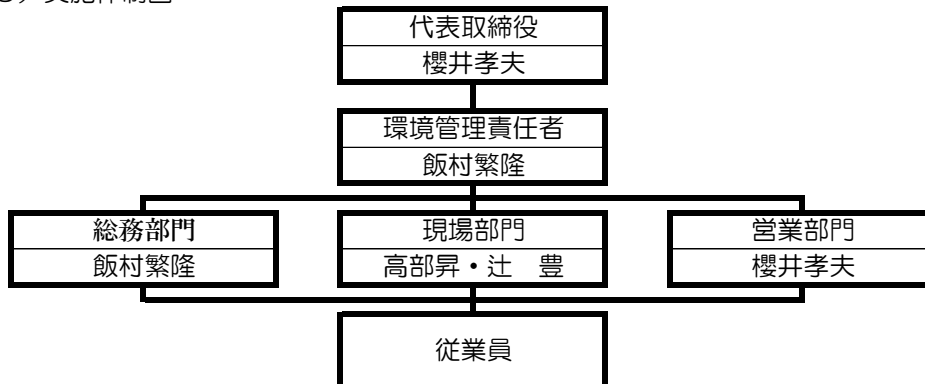 実施体制図
代表取締役
櫻井孝夫
環境管理責任者
飯村繁隆
総務部門
飯村繁隆
現場部門
高部昇・辻　豊
営業部門
櫻井孝夫
従業員